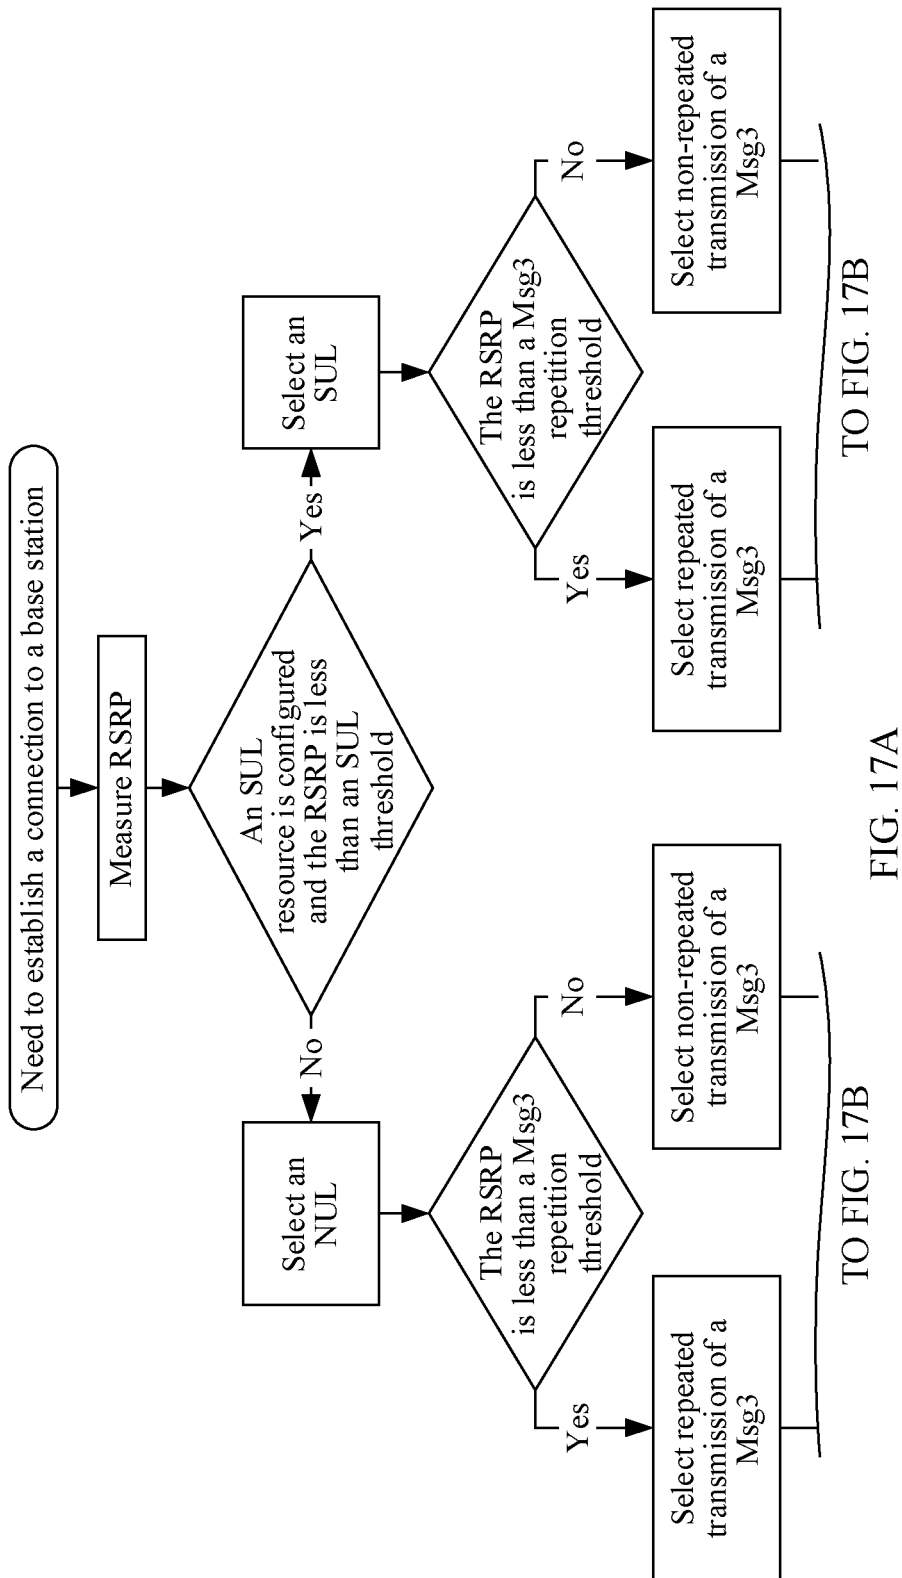 Need to establish a connection to a base station
Measure RSRP
An SUL
resource is configured
and the RSRP is less
than an SUL
threshold
No
Yes
Select an
NUL
Select an
SUL
The RSRP
is less than a Msg3
repetition
threshold
Yes
No
The RSRP
is less than a Msg3
repetition
threshold
Yes
No
Select repeated
transmission of a
Msg3
Select non-repeated
transmission of a
Msg3
Select repeated
transmission of a
Msg3
Select non-repeated
transmission of a
Msg3
TO FIG. 17B
TO FIG. 17B
FIG. 17A